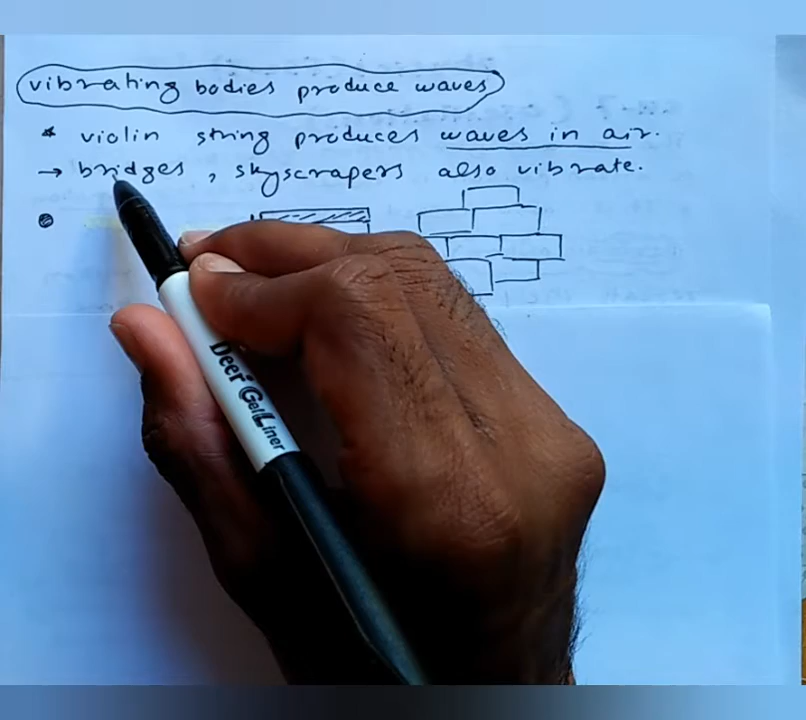 vibrating bodies produce waves
* violin string produces waves in air.
→ bridges, skyscrapers also vibrate.
Deer GelLiner